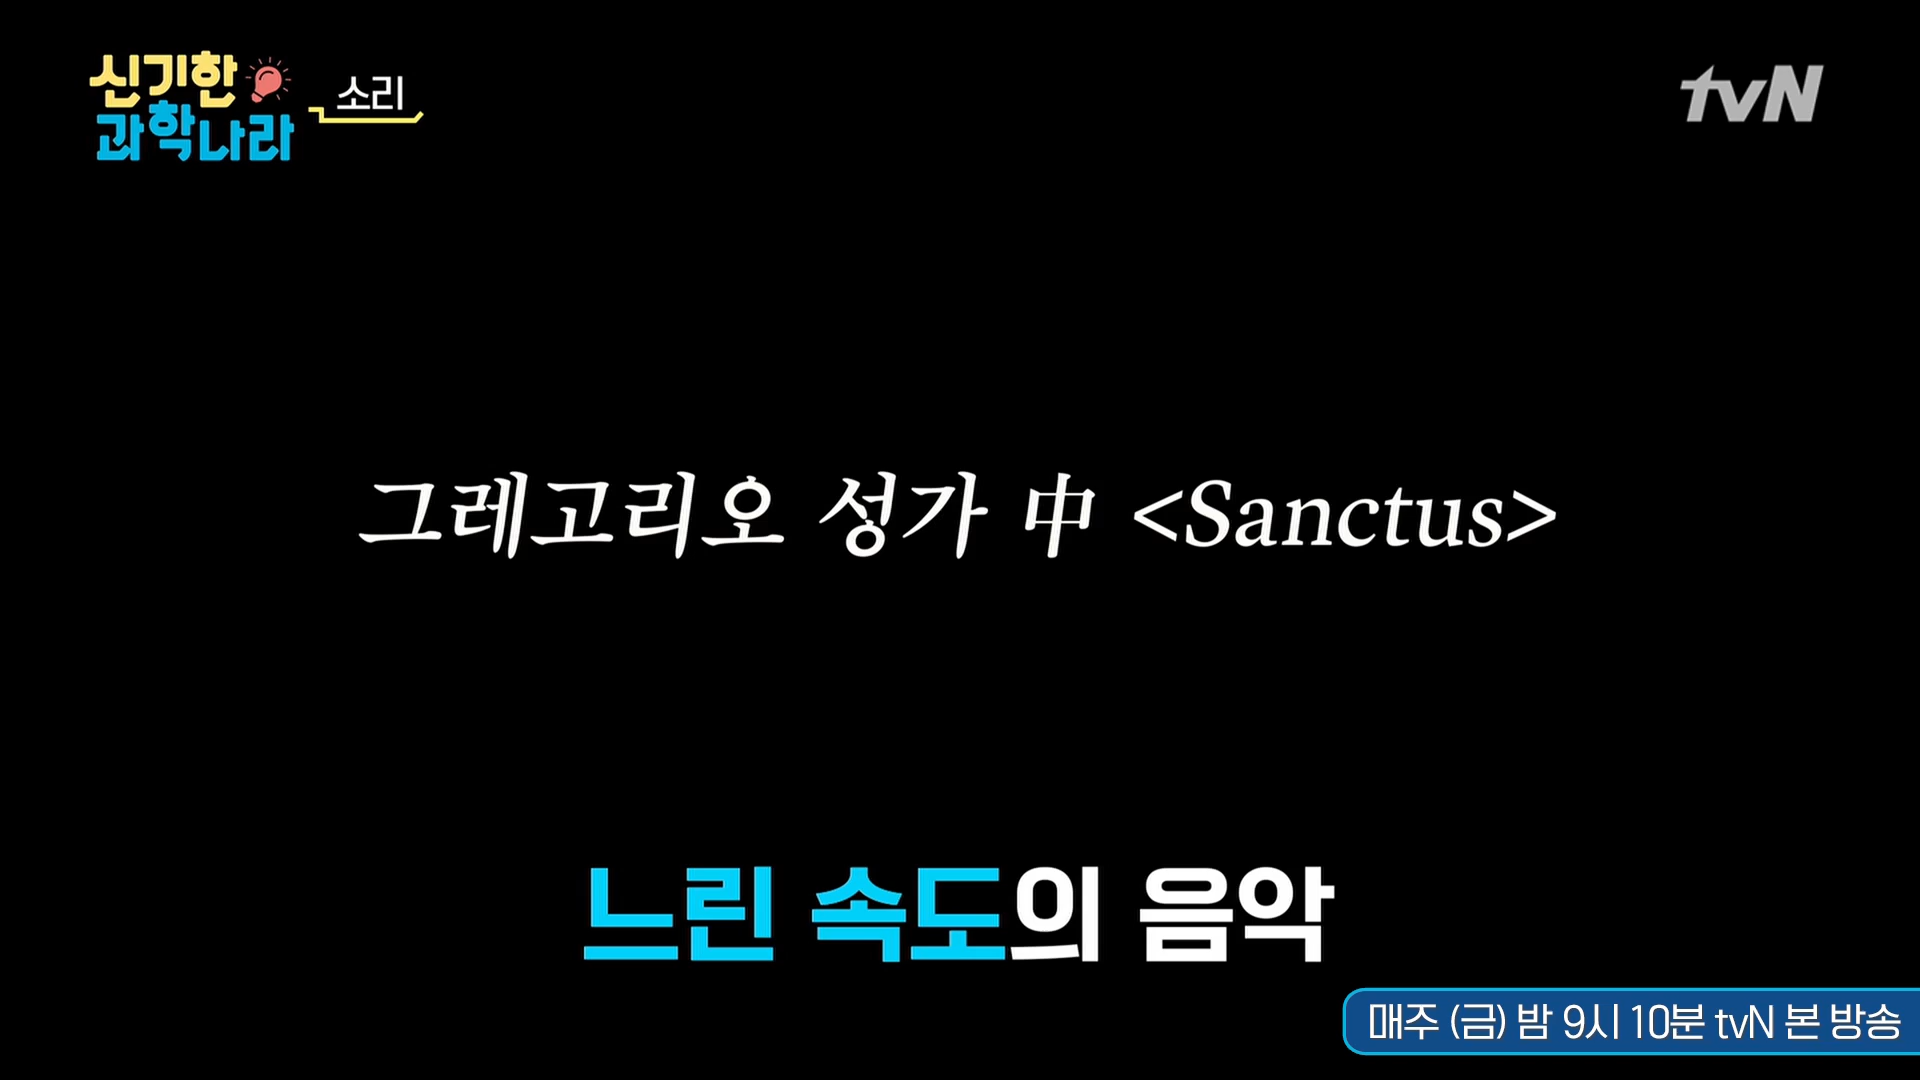 신기한
과학나라
소리
tvN
그레고리오 성가 中 <Sanctus>
느린 속도의 음악
매주 (금) 밤 9시 10분 tvN 본 방송